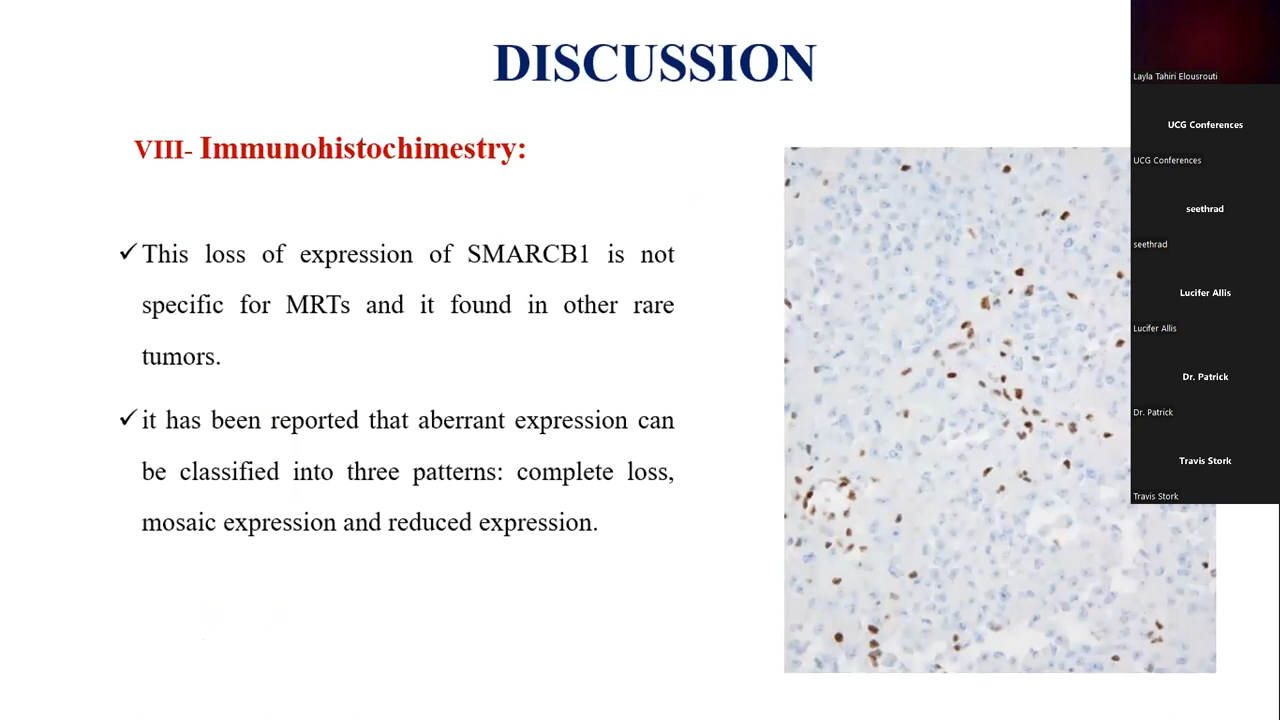 DISCUSSION
VIII- Immunohistochimestry:
✓ This loss of expression of SMARCB1 is not
specific for MRTs and it found in other rare
tumors.
✓ it has been reported that aberrant expression can
be classified into three patterns: complete loss,
mosaic expression and reduced expression.
Layla Tahiri Elousrouti
UCG Conferences
UCG Conferences
seethrad
seethrad
Lucifer Allis
Lucifer Allis
Dr. Patrick
Dr. Patrick
Travis Stork
Travis Stork